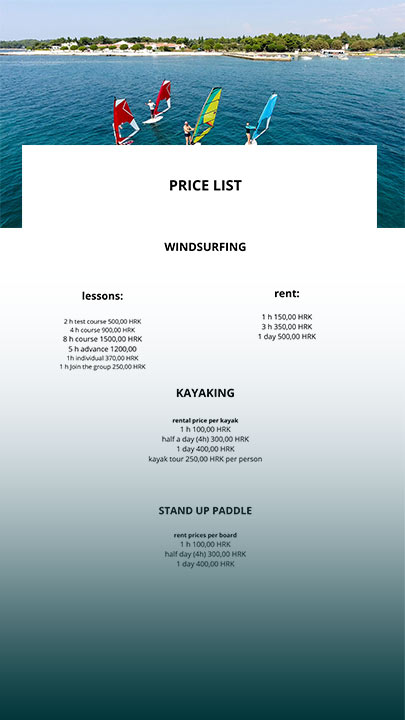 PRICE LIST
WINDSURFING
lessons:
2 h test course 500,00 HRK
4 h course 900,00 HRK
8 h course 1500,00 HRK
5 h advance 1200,00
1h individual 370,00 HRK
1 h Join the group 250,00 HRK
rent:
1 h 150,00 HRK
3 h 350,00 HRK
1 day 500,00 HRK
KAYAKING
rental price per kayak
1 h 100,00 HRK
half a day (4h) 300,00 HRK
1 day 400,00 HRK
kayak tour 250,00 HRK per person
STAND UP PADDLE
rent prices per board
1 h 100,00 HRK
half day (4h) 300,00 HRK
1 day 400,00 HRK